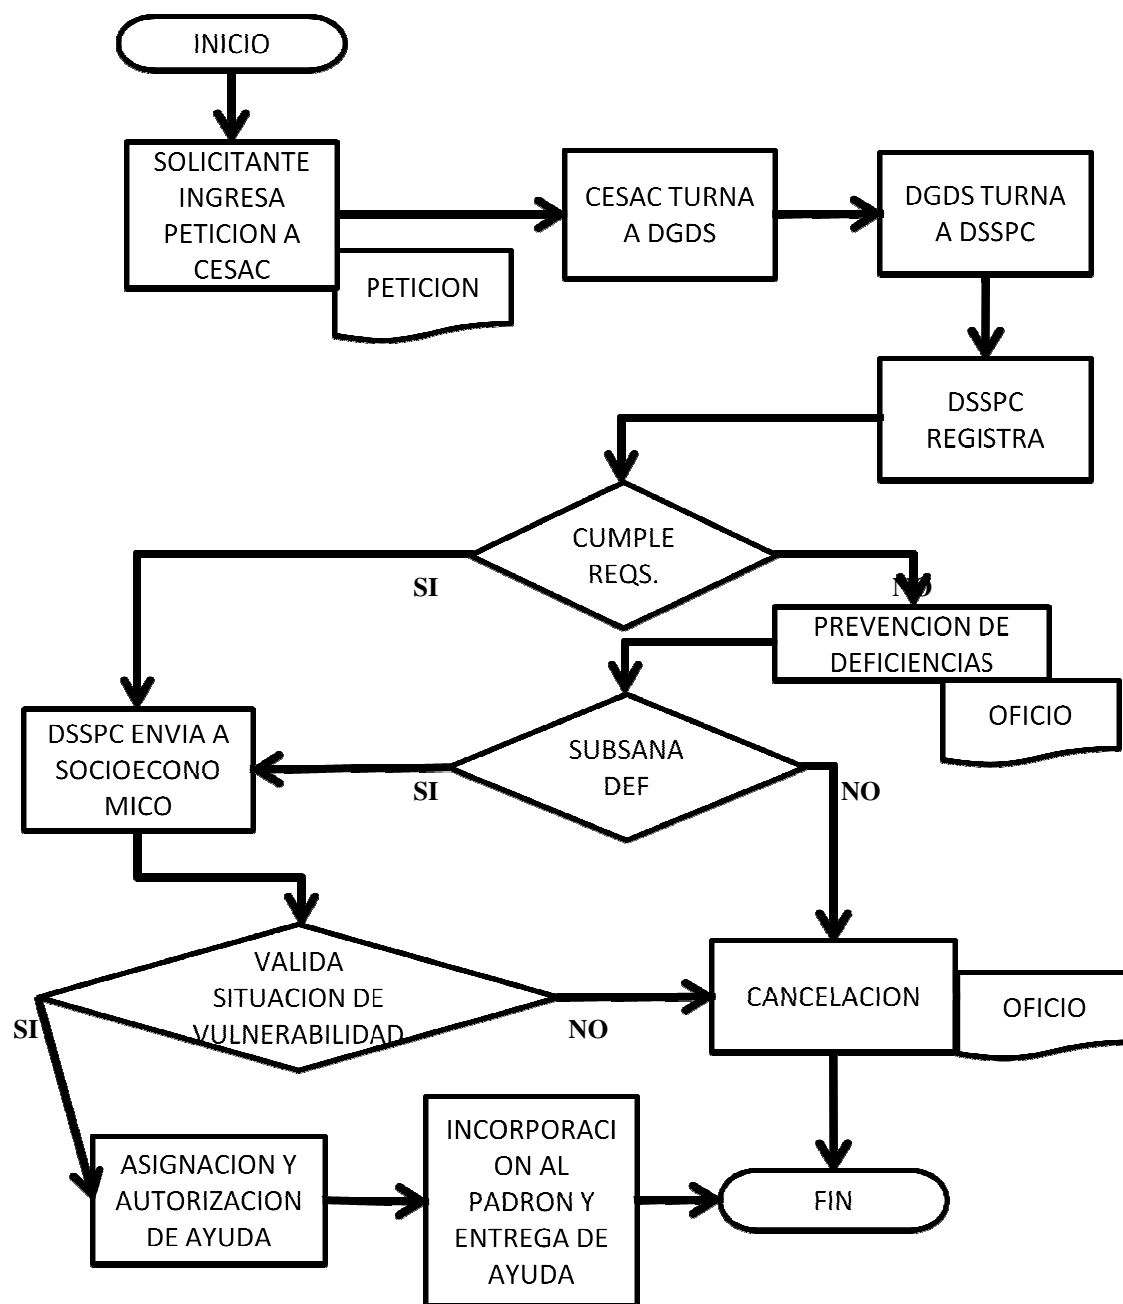 INICIO
SOLICITANTE
INGRESA
PETICION A
CESAC
PETICION
CESAC TURNA
A DGDS
DGDS TURNA
A DSSPC
DSSPC
REGISTRA
CUMPLE
REQS.
SI
NO
PREVENCION DE
DEFICIENCIAS
OFICIO
DSSPC ENVIA A
SOCIOECONO
MICO
SUBSANA
DEF
SI
NO
VALIDA
SITUACION DE
VULNERABILIDAD
SI
NO
CANCELACION
OFICIO
ASIGNACION Y
AUTORIZACION
DE AYUDA
INCORPORACI
ON AL
PADRON Y
ENTREGA DE
AYUDA
FIN